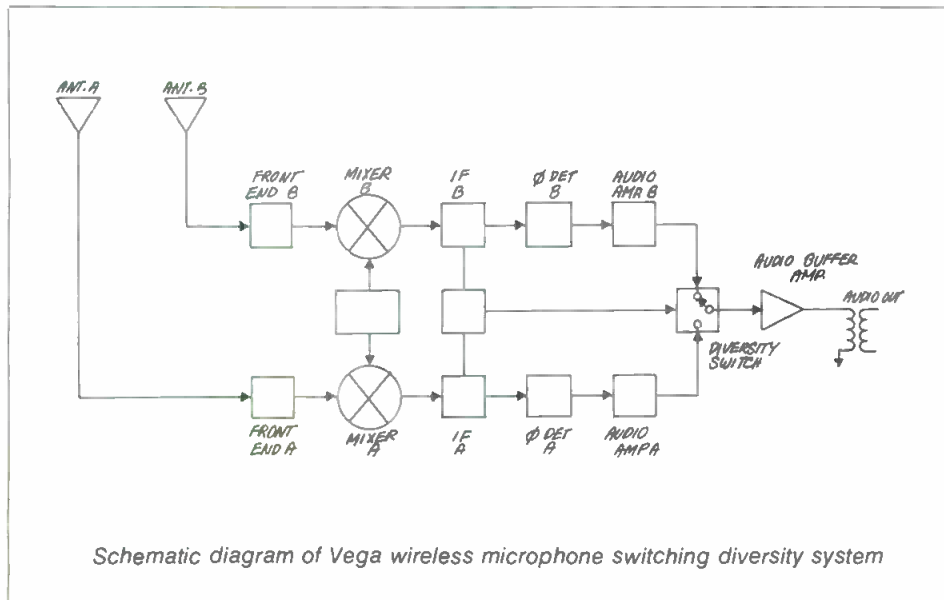 ANT. A
ANT. B
FRONT
END B
MIXER
B
IF
B
Ø DET
B
AUDIO
AMP. B
AUDIO BUFFER
AMP.
AUDIO OUT
DIVERSITY
SWITCH
FRONT
END A
MIXER
A
IF
A
Ø DET
A
AUDIO
AMP A
Schematic diagram of Vega wireless microphone switching diversity system